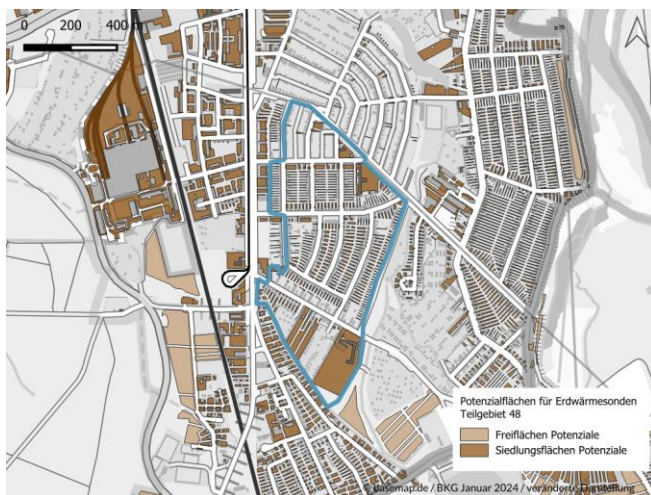 0 200 400 m
Potenzialflächen für Erdwärmesonden
Teilgebiet 48
Freiflächen Potenziale
Siedlungsflächen Potenziale
© basemap.de / BKG Januar 2024 / veränderte Darstellung